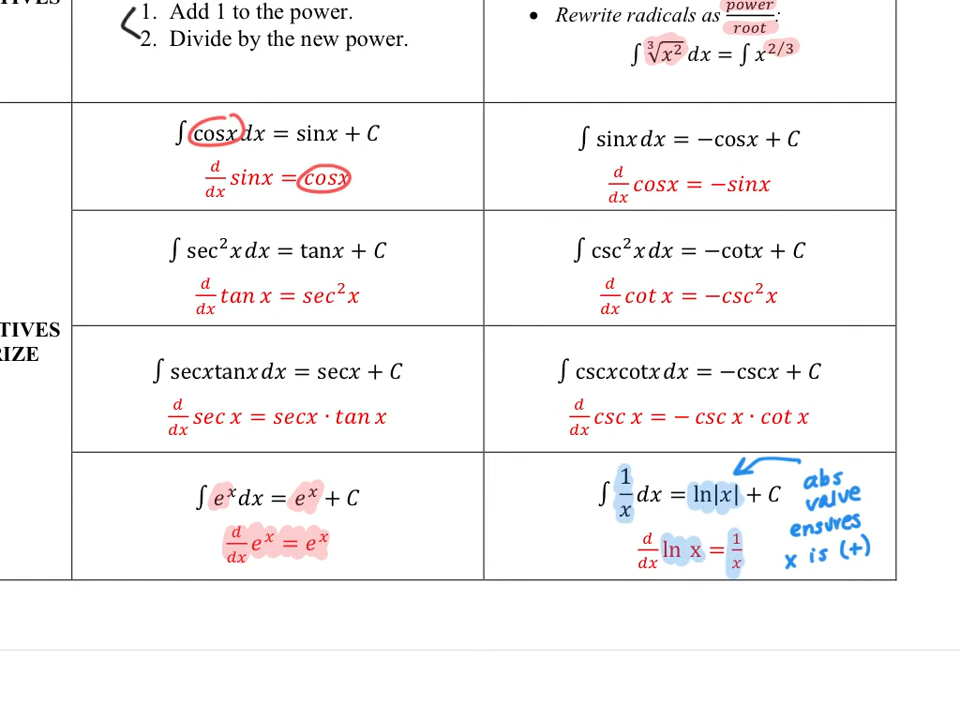 1. Add 1 to the power.
2. Divide by the new power.
• Rewrite radicals as power/root:
∫ ∛x² dx = ∫ x^2/3
TIVES
RIZE
∫ cosx dx = sinx + C
d/dx sinx = cosx
∫ sinx dx = −cosx + C
d/dx cosx = −sinx
∫ sec²x dx = tanx + C
d/dx tan x = sec²x
∫ csc²x dx = −cotx + C
d/dx cot x = −csc²x
∫ secxtanx dx = secx + C
d/dx sec x = secx · tan x
∫ cscxcotx dx = −cscx + C
d/dx csc x = − csc x · cot x
∫ eˣ dx = eˣ + C
d/dx eˣ = eˣ
∫ 1/x dx = ln|x| + C
d/dx ln x = 1/x
abs
value
ensures
x is (+)